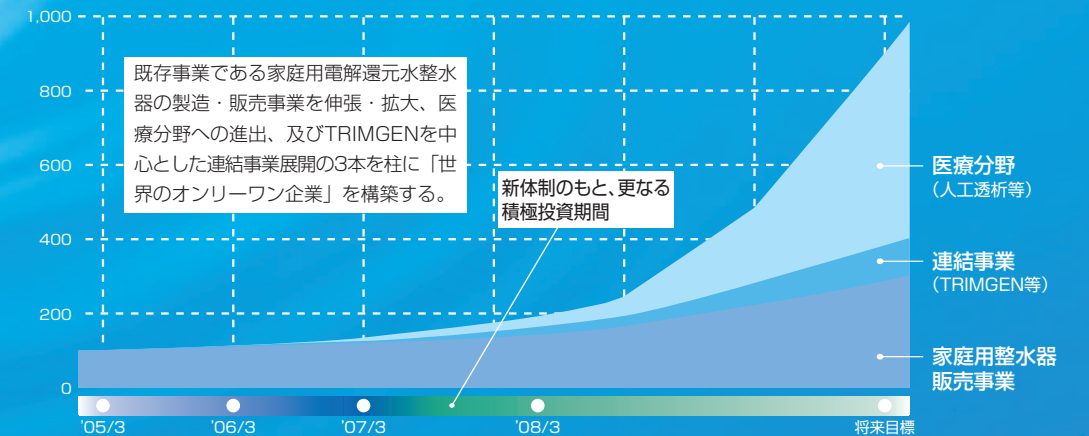 1,000
800
600
400
200
0
既存事業である家庭用電解還元水整水
器の製造・販売事業を伸張・拡大、医
療分野への進出、及びTRIMGENを中
心とした連結事業展開の3本を柱に「世
界のオンリーワン企業」を構築する。
新体制のもと、更なる
積極投資期間
医療分野
(人工透析等)
連結事業
(TRIMGEN等)
家庭用整水器
販売事業
'05/3
'06/3
'07/3
'08/3
将来目標